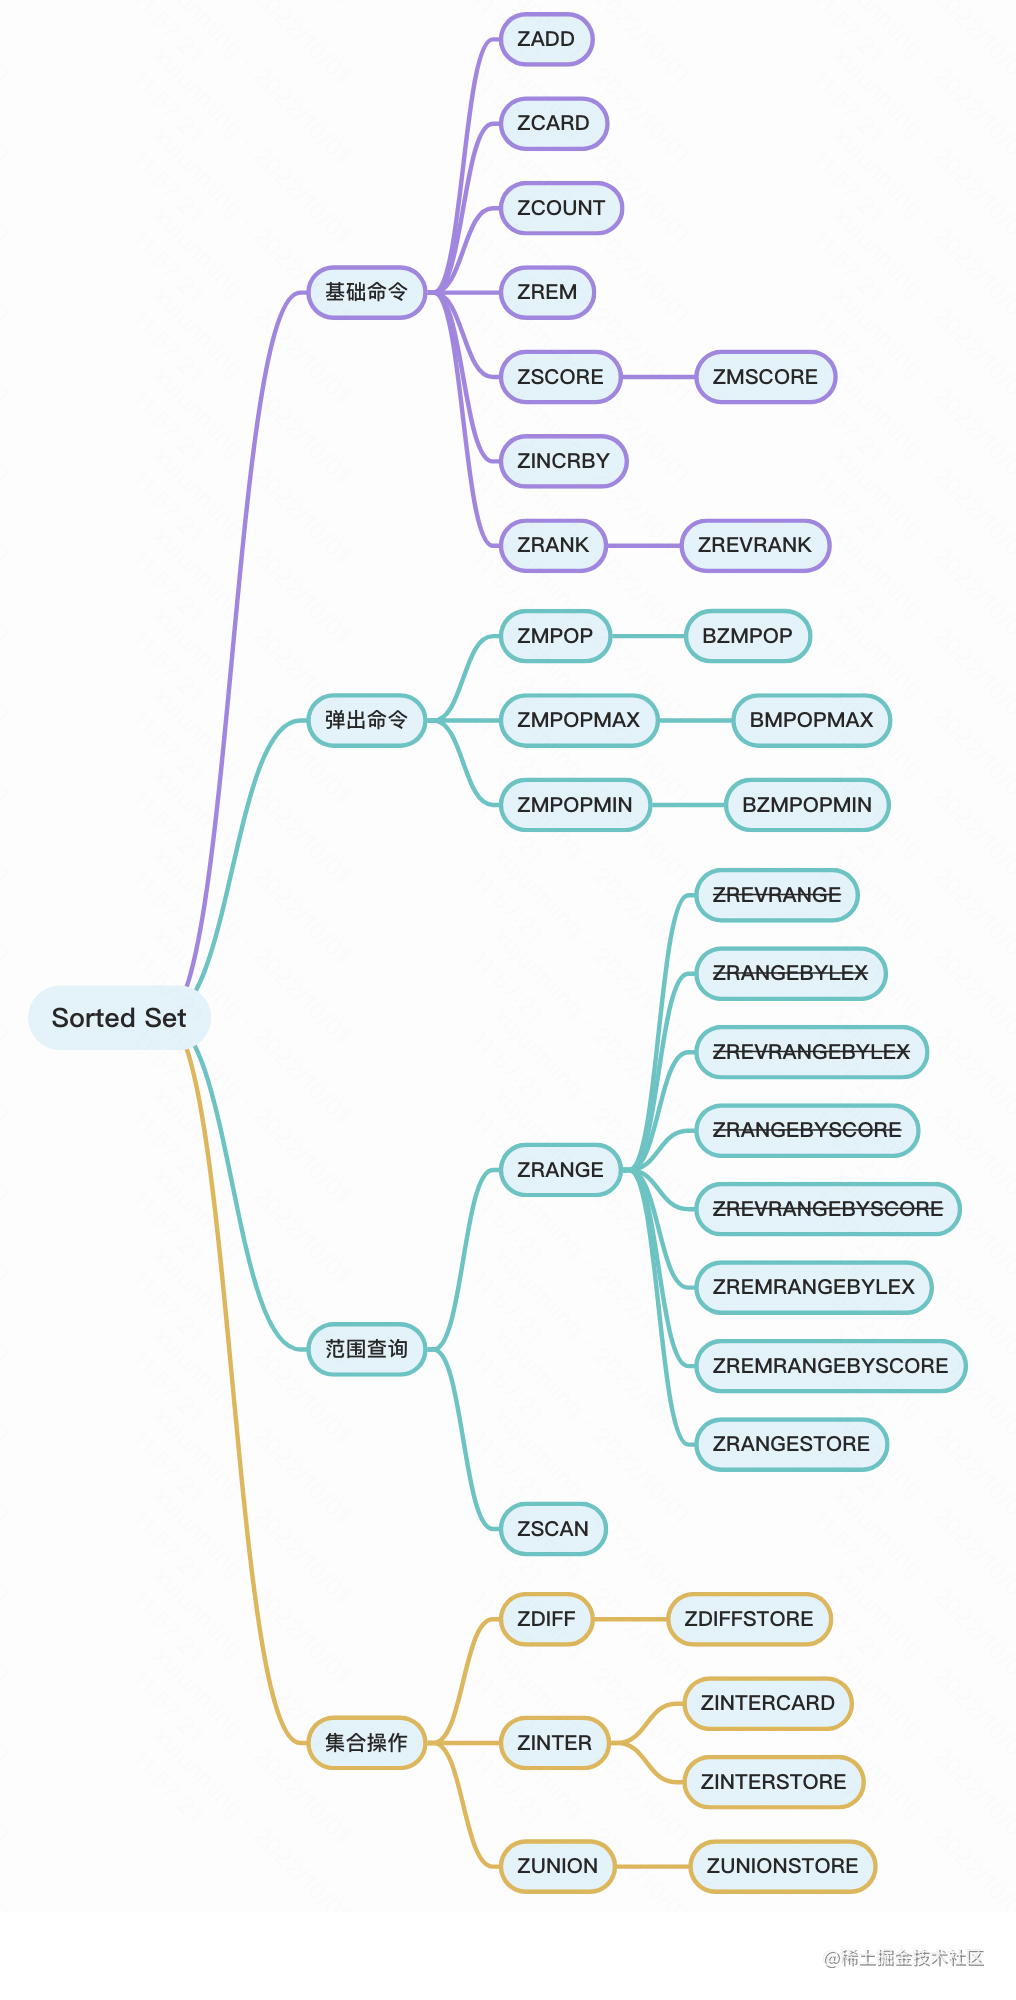 ZADD
ZCARD
ZCOUNT
基础命令
ZREM
ZSCORE
ZMSCORE
ZINCRBY
ZRANK
ZREVRANK
ZMPOP
BZMPOP
弹出命令
ZMPOPMAX
BMPOPMAX
ZMPOPMIN
BZMPOPMIN
Sorted Set
ZREVRANGE
ZRANGEBYLEX
ZREVRANGEBYLEX
ZRANGEBYSCORE
ZRANGE
ZREVRANGEBYSCORE
ZREMRANGEBYLEX
ZREMRANGEBYSCORE
ZRANGESTORE
范围查询
ZSCAN
ZDIFF
ZDIFFSTORE
集合操作
ZINTER
ZINTERCARD
ZINTERSTORE
ZUNION
ZUNIONSTORE
@稀土掘金技术社区